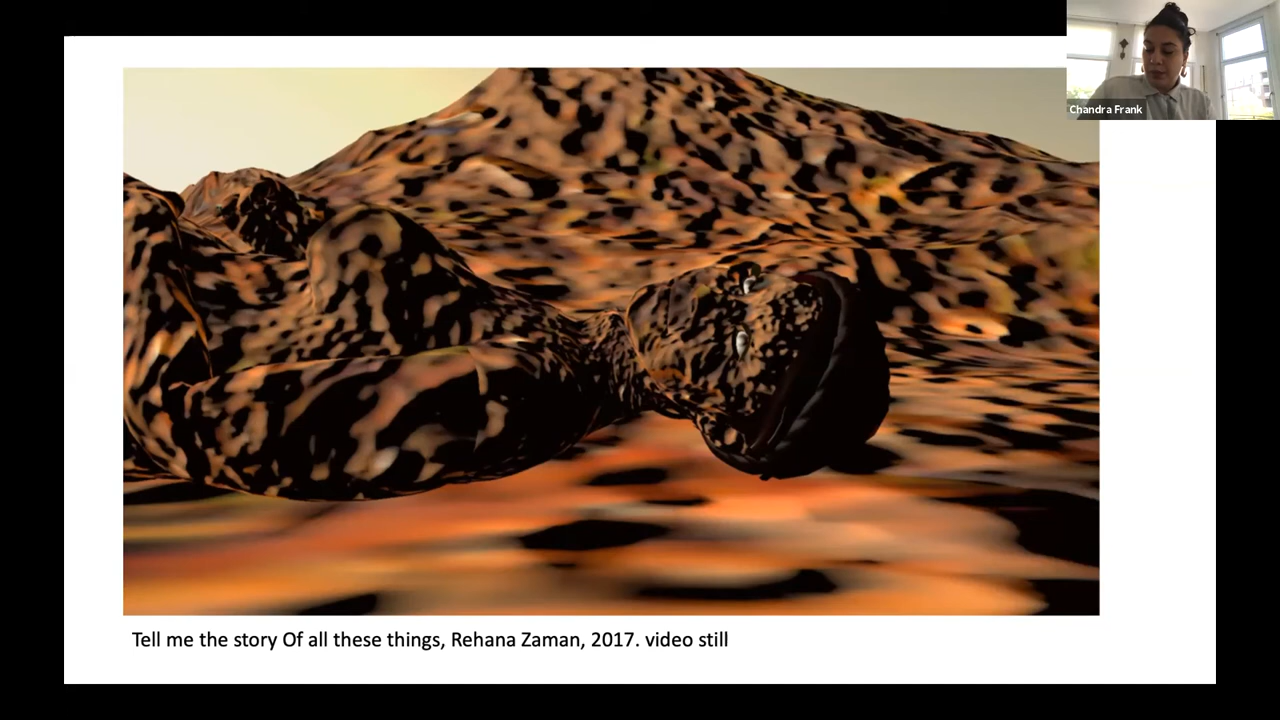 Chandra Frank
Tell me the story Of all these things, Rehana Zaman, 2017. video still